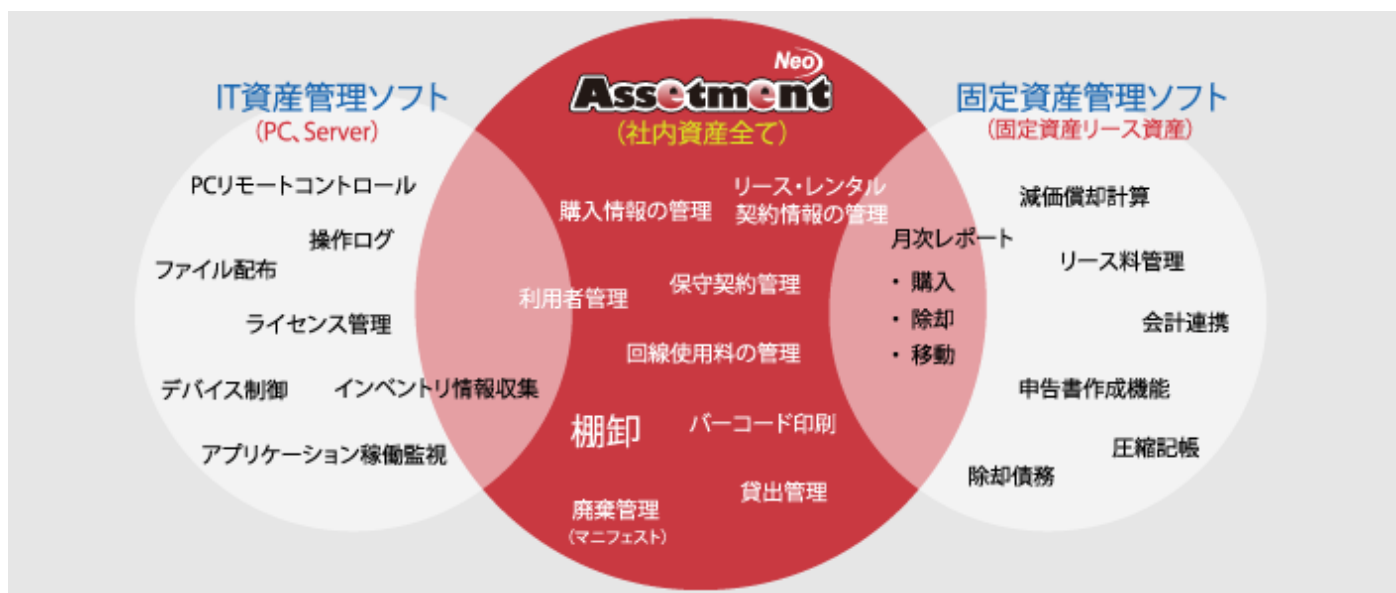 IT資産管理ソフト
(PC、Server)
PCリモートコントロール
操作ログ
ファイル配布
ライセンス管理
デバイス制御
インベントリ情報収集
アプリケーション稼働監視
Neo
Assetment
(社内資産全て)
購入情報の管理
リース・レンタル
契約情報の管理
利用者管理
保守契約管理
回線使用料の管理
棚卸
バーコード印刷
貸出管理
廃棄管理
(マニフェスト)
固定資産管理ソフト
(固定資産リース資産)
減価償却計算
月次レポート
・購入
・除却
・移動
リース料管理
会計連携
申告書作成機能
圧縮記帳
除却債務